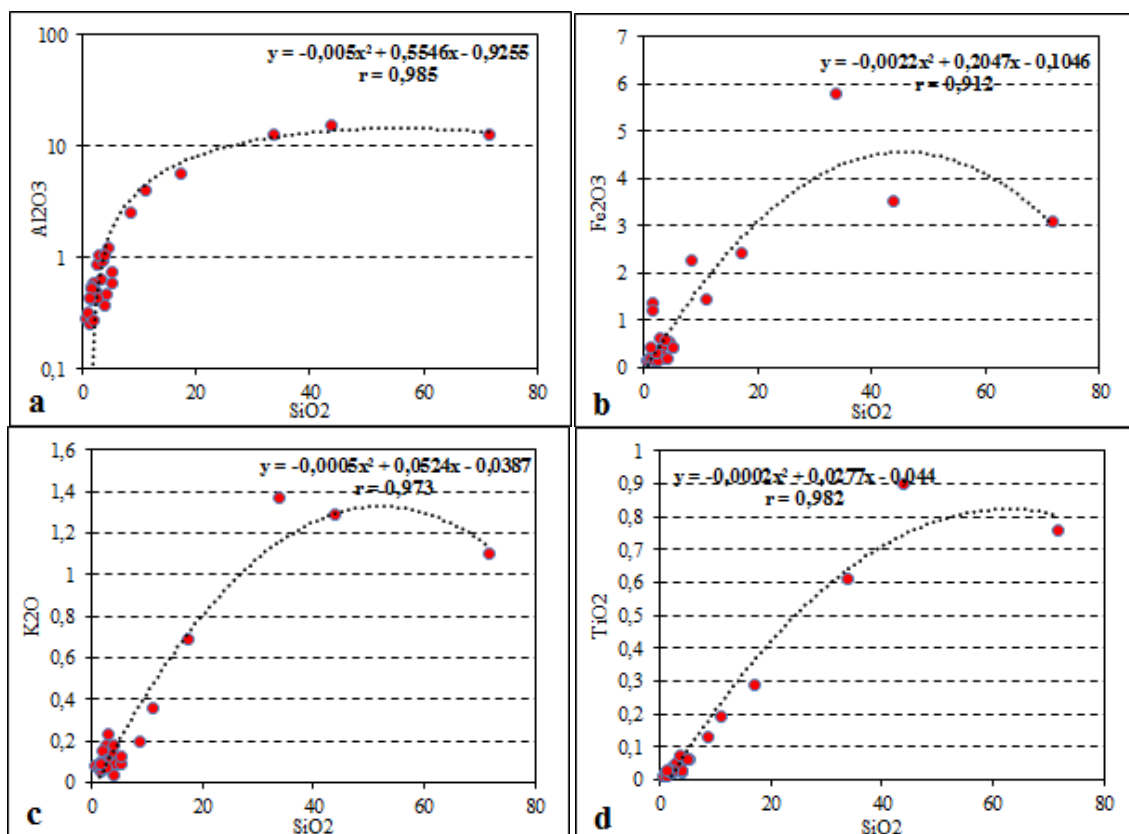 100
10
1
0,1
Al2O3
y = -0,005x² + 0,5546x - 0,9255
r = 0,985
0 20 40 60 80
SiO2
a
7
6
5
4
3
2
1
0
Fe2O3
y = -0,0022x² + 0,2047x - 0,1046
r = 0,912
0 20 40 60 80
SiO2
b
1,6
1,4
1,2
1
0,8
0,6
0,4
0,2
0
K2O
y = -0,0005x² + 0,0524x - 0,0387
r = 0,973
0 20 40 60 80
SiO2
c
1
0,9
0,8
0,7
0,6
0,5
0,4
0,3
0,2
0,1
0
TiO2
y = -0,0002x² + 0,0277x - 0,044
r = 0,982
0 20 40 60 80
SiO2
d